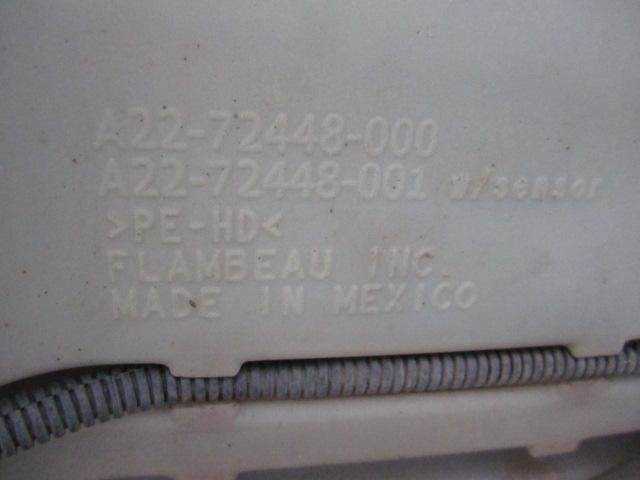 A22-72448-000
A22-72448-001 w/sensor
>PE-HD<
FLAMBEAU INC.
MADE IN MEXICO